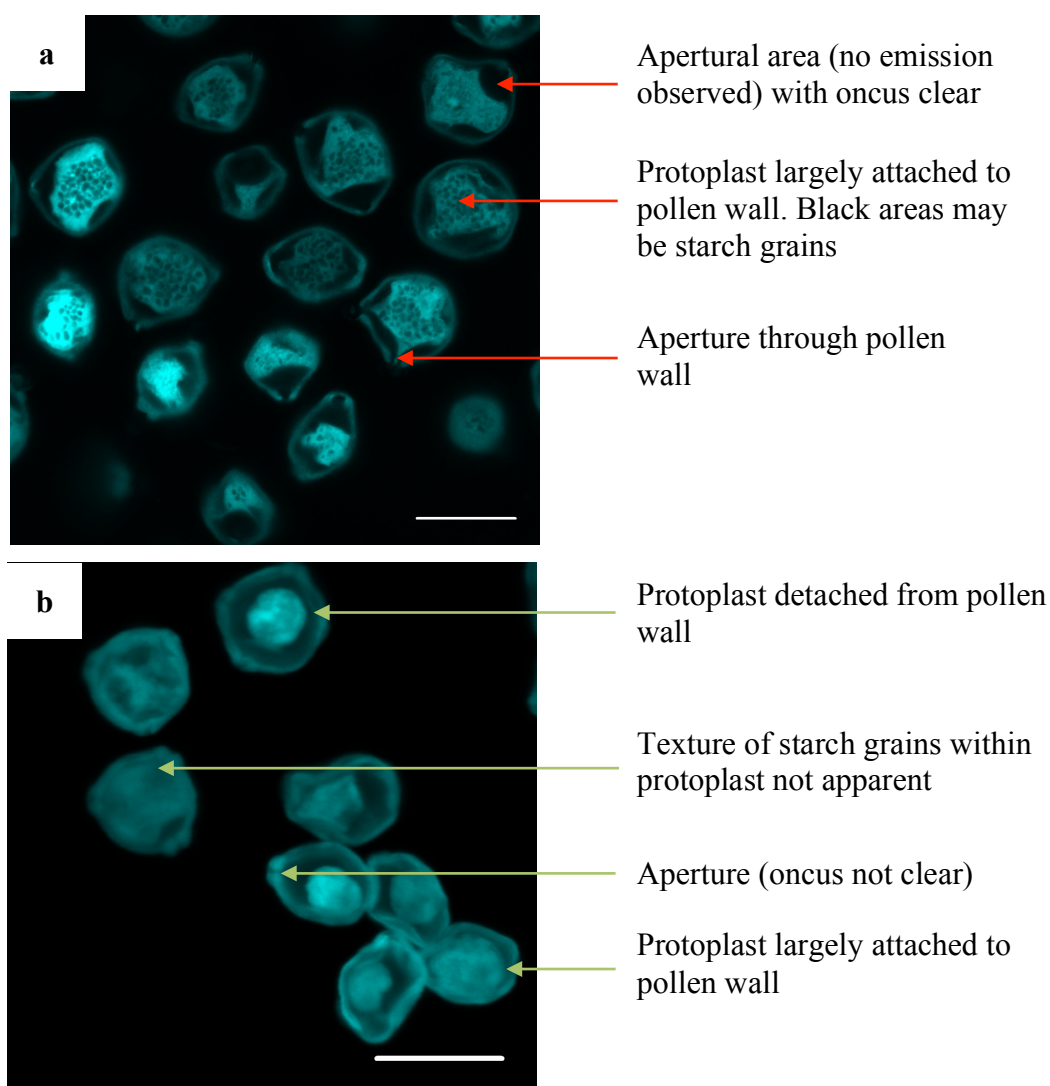 a
Apertural area (no emission
observed) with oncus clear
Protoplast largely attached to
pollen wall. Black areas may
be starch grains
Aperture through pollen
wall
b
Protoplast detached from pollen
wall
Texture of starch grains within
protoplast not apparent
Aperture (oncus not clear)
Protoplast largely attached to
pollen wall